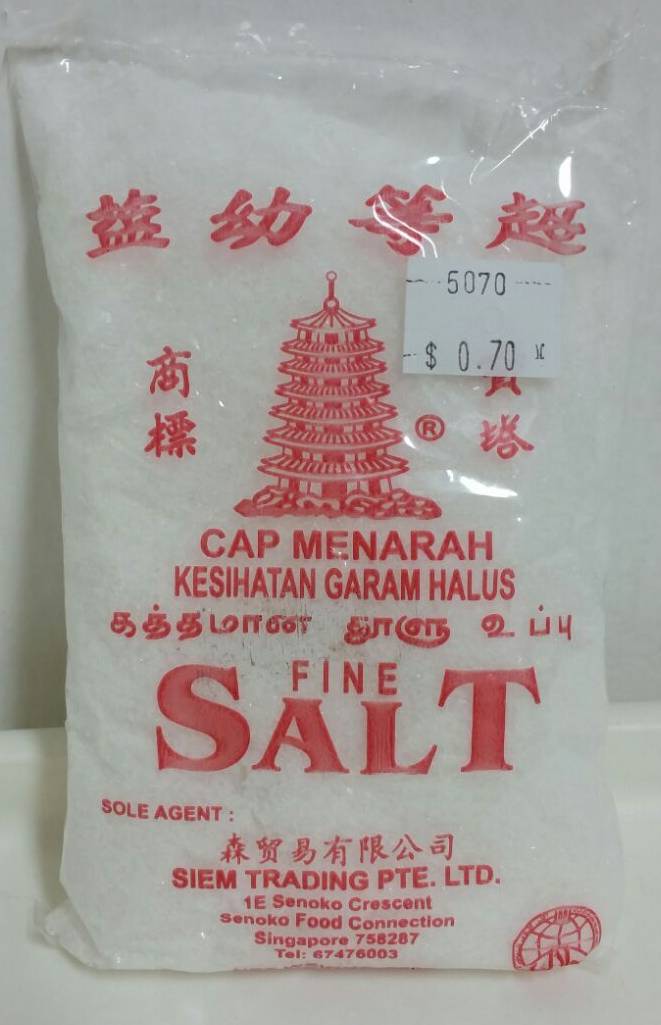 超等幼盐
5070
$ 0.70
塔
商標
®
CAP MENARAH
KESIHATAN GARAM HALUS
சுத்தமான தூளு உப்பு
FINE
SALT
SOLE AGENT :
森贸易有限公司
SIEM TRADING PTE. LTD.
1E Senoko Crescent
Senoko Food Connection
Singapore 758287
Tel: 67476003